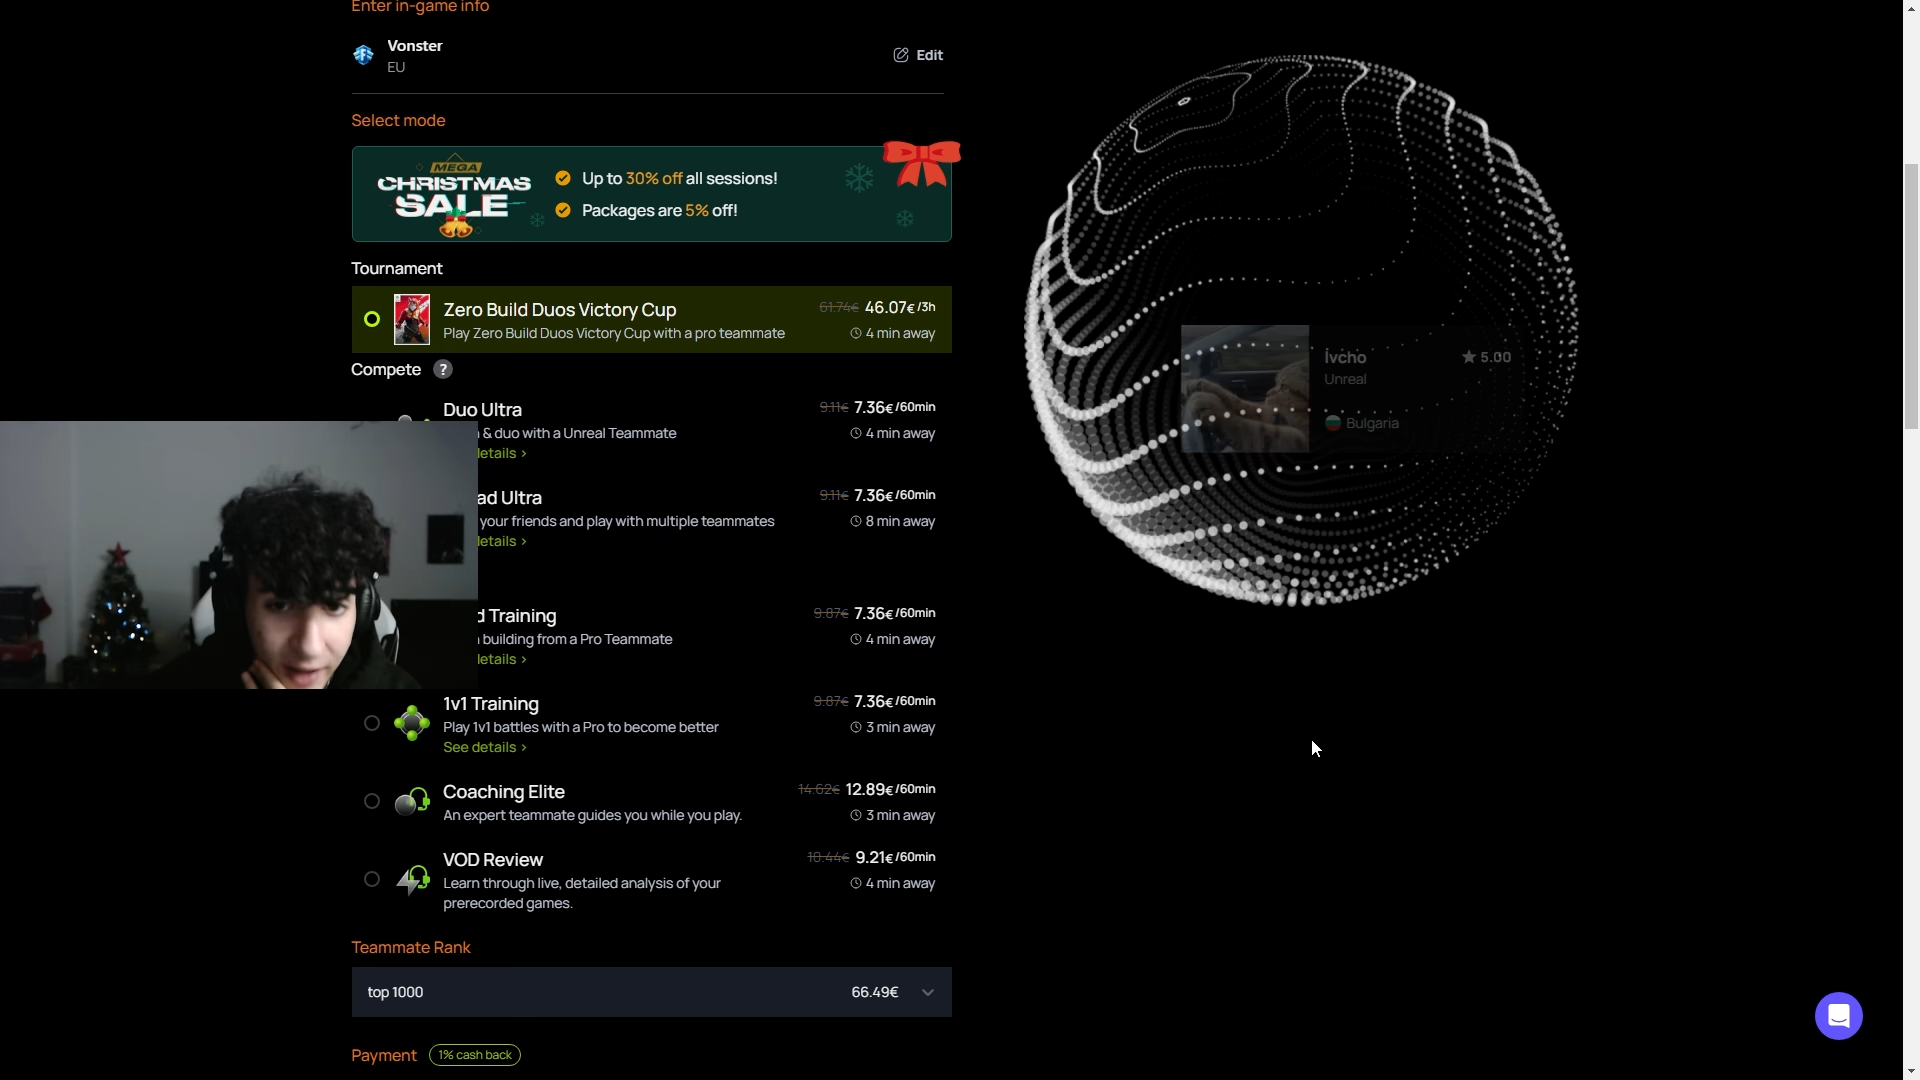 Enter in-game info
Vonster
EU
Edit
Select mode
MEGA
CHRISTMAS
SALE
Up to 30% off all sessions!
Packages are 5% off!
Tournament
Zero Build Duos Victory Cup
61.74€ 46.07€/3h
Play Zero Build Duos Victory Cup with a pro teammate
4 min away
Compete ?
Duo Ultra
9.11€ 7.36€/60min
& duo with a Unreal Teammate
4 min away
etails >
ad Ultra
9.11€ 7.36€/60min
your friends and play with multiple teammates
8 min away
etails >
d Training
9.87€ 7.36€/60min
building from a Pro Teammate
4 min away
etails >
1v1 Training
9.87€ 7.36€/60min
Play 1v1 battles with a Pro to become better
3 min away
See details >
Coaching Elite
14.62€ 12.89€/60min
An expert teammate guides you while you play.
3 min away
VOD Review
10.44€ 9.21€/60min
Learn through live, detailed analysis of your
prerecorded games.
4 min away
Teammate Rank
top 1000
66.49€
Payment
1% cash back
İvcho
5.00
Unreal
Bulgaria